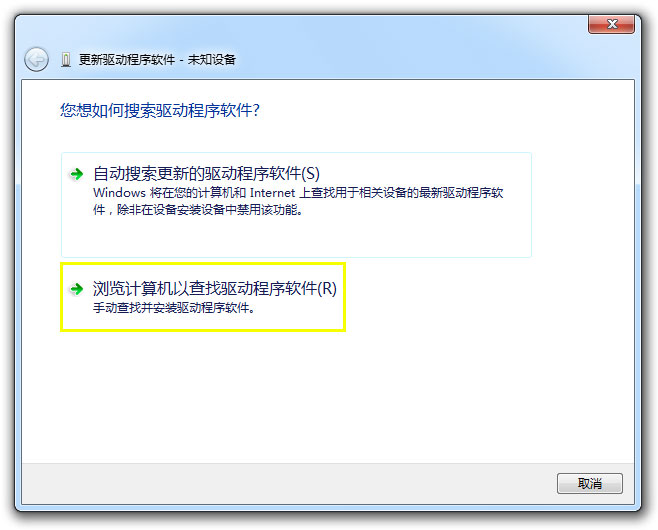 更新驱动程序软件 - 未知设备
您想如何搜索驱动程序软件?
自动搜索更新的驱动程序软件(S)
Windows 将在您的计算机和 Internet 上查找用于相关设备的最新驱动程序软
件，除非在设备安装设备中禁用该功能。
浏览计算机以查找驱动程序软件(R)
手动查找并安装驱动程序软件。
取消